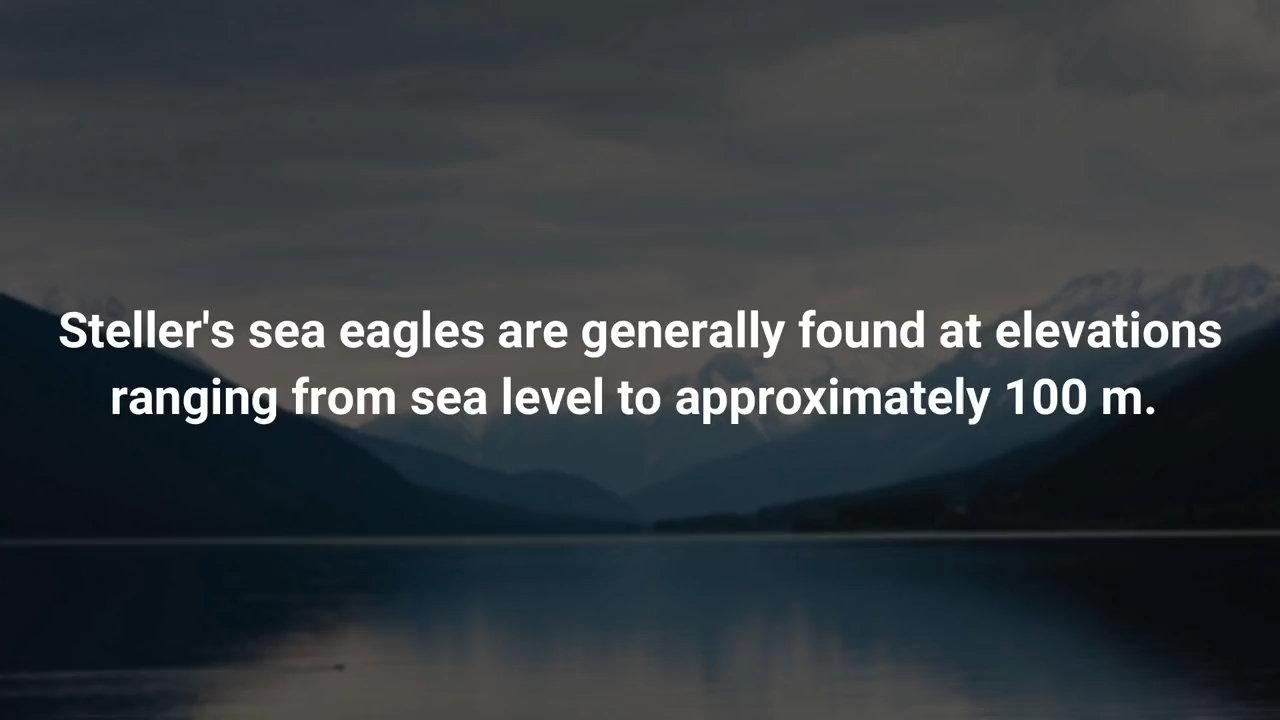 Steller's sea eagles are generally found at elevations
ranging from sea level to approximately 100 m.